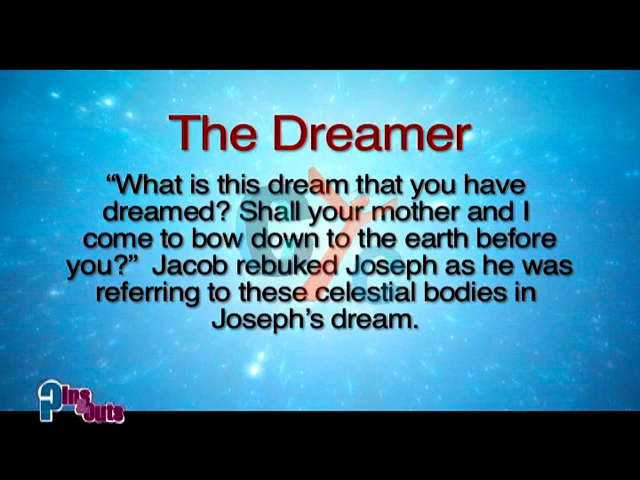 The Dreamer
“What is this dream that you have
dreamed? Shall your mother and I
come to bow down to the earth before
you?”  Jacob rebuked Joseph as he was
referring to these celestial bodies in
Joseph’s dream.
Ins
Outs